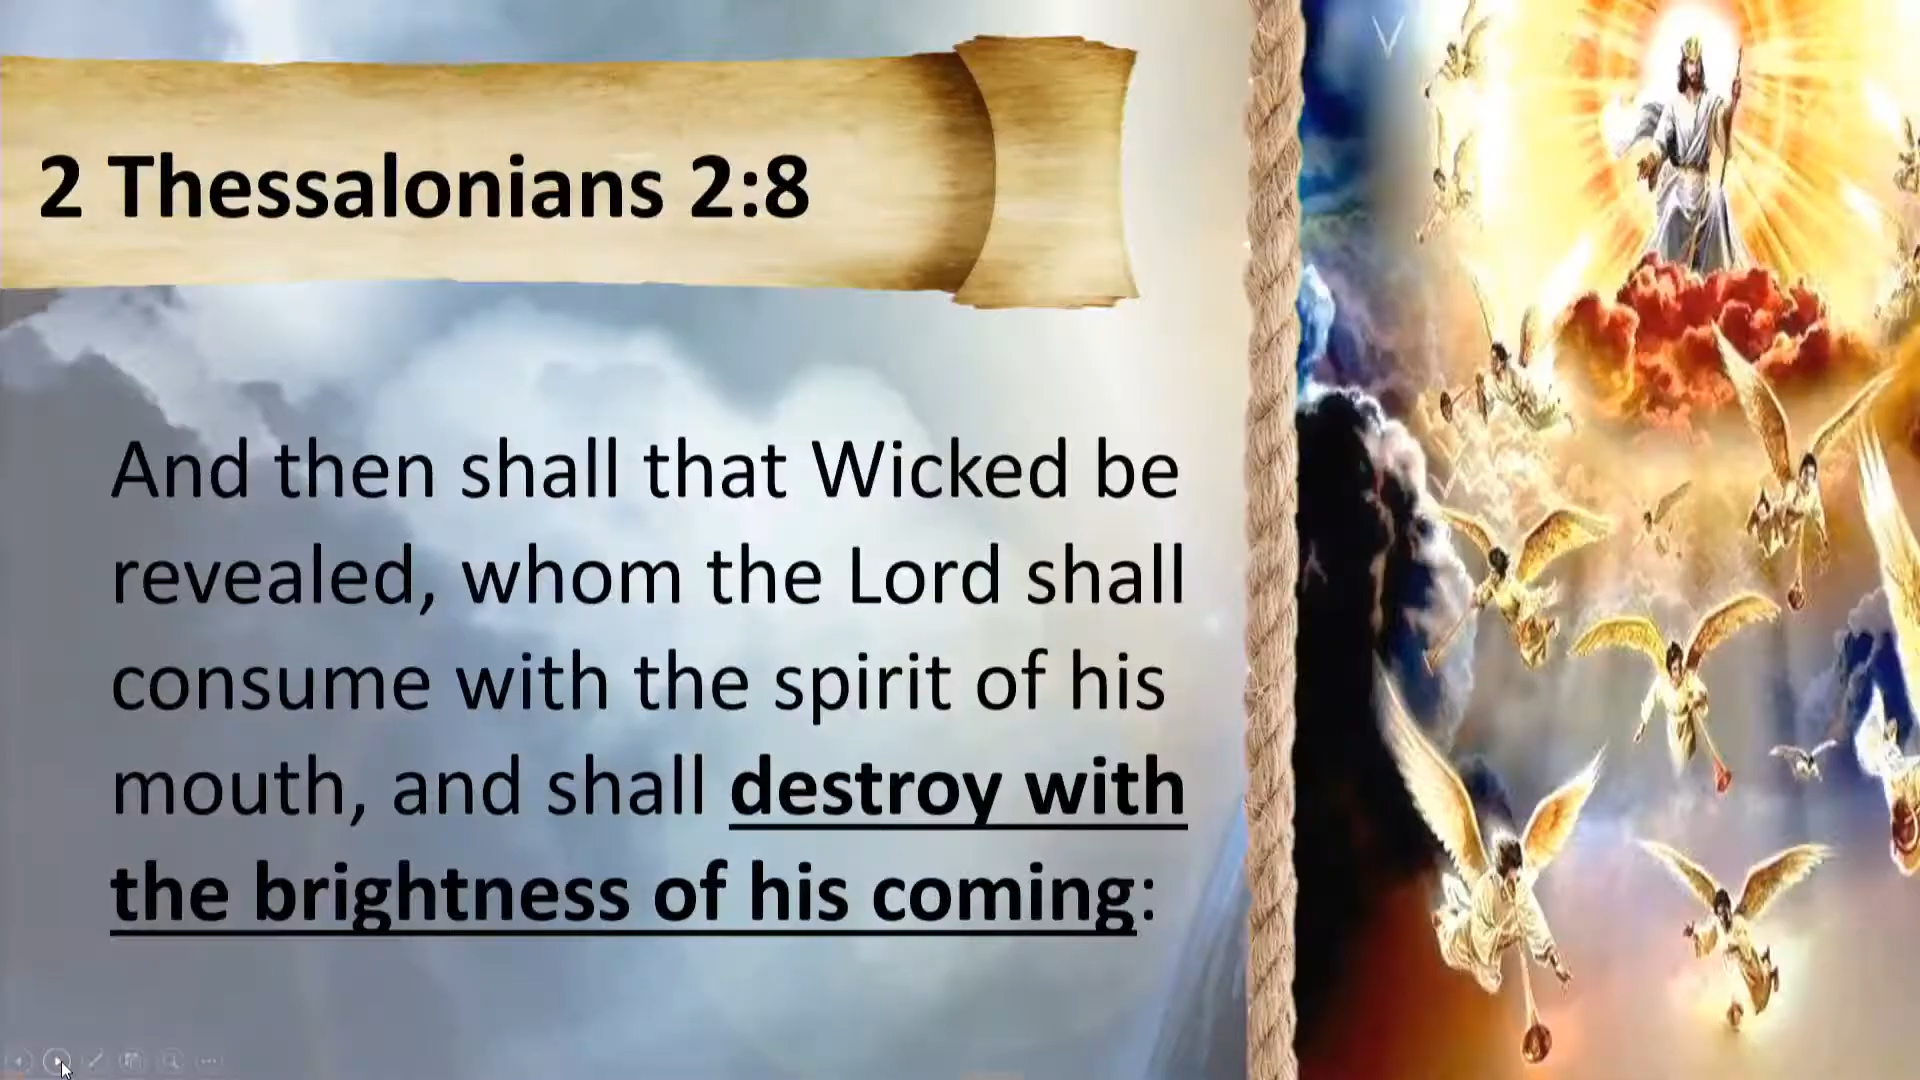 2 Thessalonians 2:8
And then shall that Wicked be
revealed, whom the Lord shall
consume with the spirit of his
mouth, and shall destroy with
the brightness of his coming: